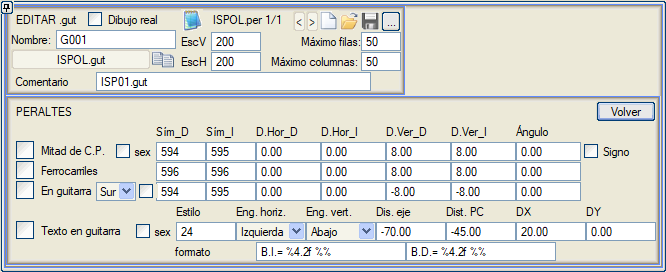 EDITAR .gut Dibujo real ISPOL.per 1/1 < > ...
Nombre: G001 EscV 200 Máximo filas: 50
ISPOL.gut EscH 200 Máximo columnas: 50
Comentario ISP01.gut
PERALTES Volver
Sím_D Sím_I D.Hor_D D.Hor_I D.Ver_D D.Ver_I Ángulo
Mitad de C.P. sex 594 595 0.00 0.00 8.00 8.00 0.00 Signo
Ferrocarriles 596 596 0.00 0.00 8.00 8.00 0.00
En guitarra Sur 594 595 0.00 0.00 -8.00 -8.00 0.00
Estilo Eng. horiz. Eng. vert. Dis. eje Dist. PC DX DY
Texto en guitarra sex 24 Izquierda Abajo -70.00 -45.00 20.00 0.00
formato B.I.= %4.2f %% B.D.= %4.2f %%